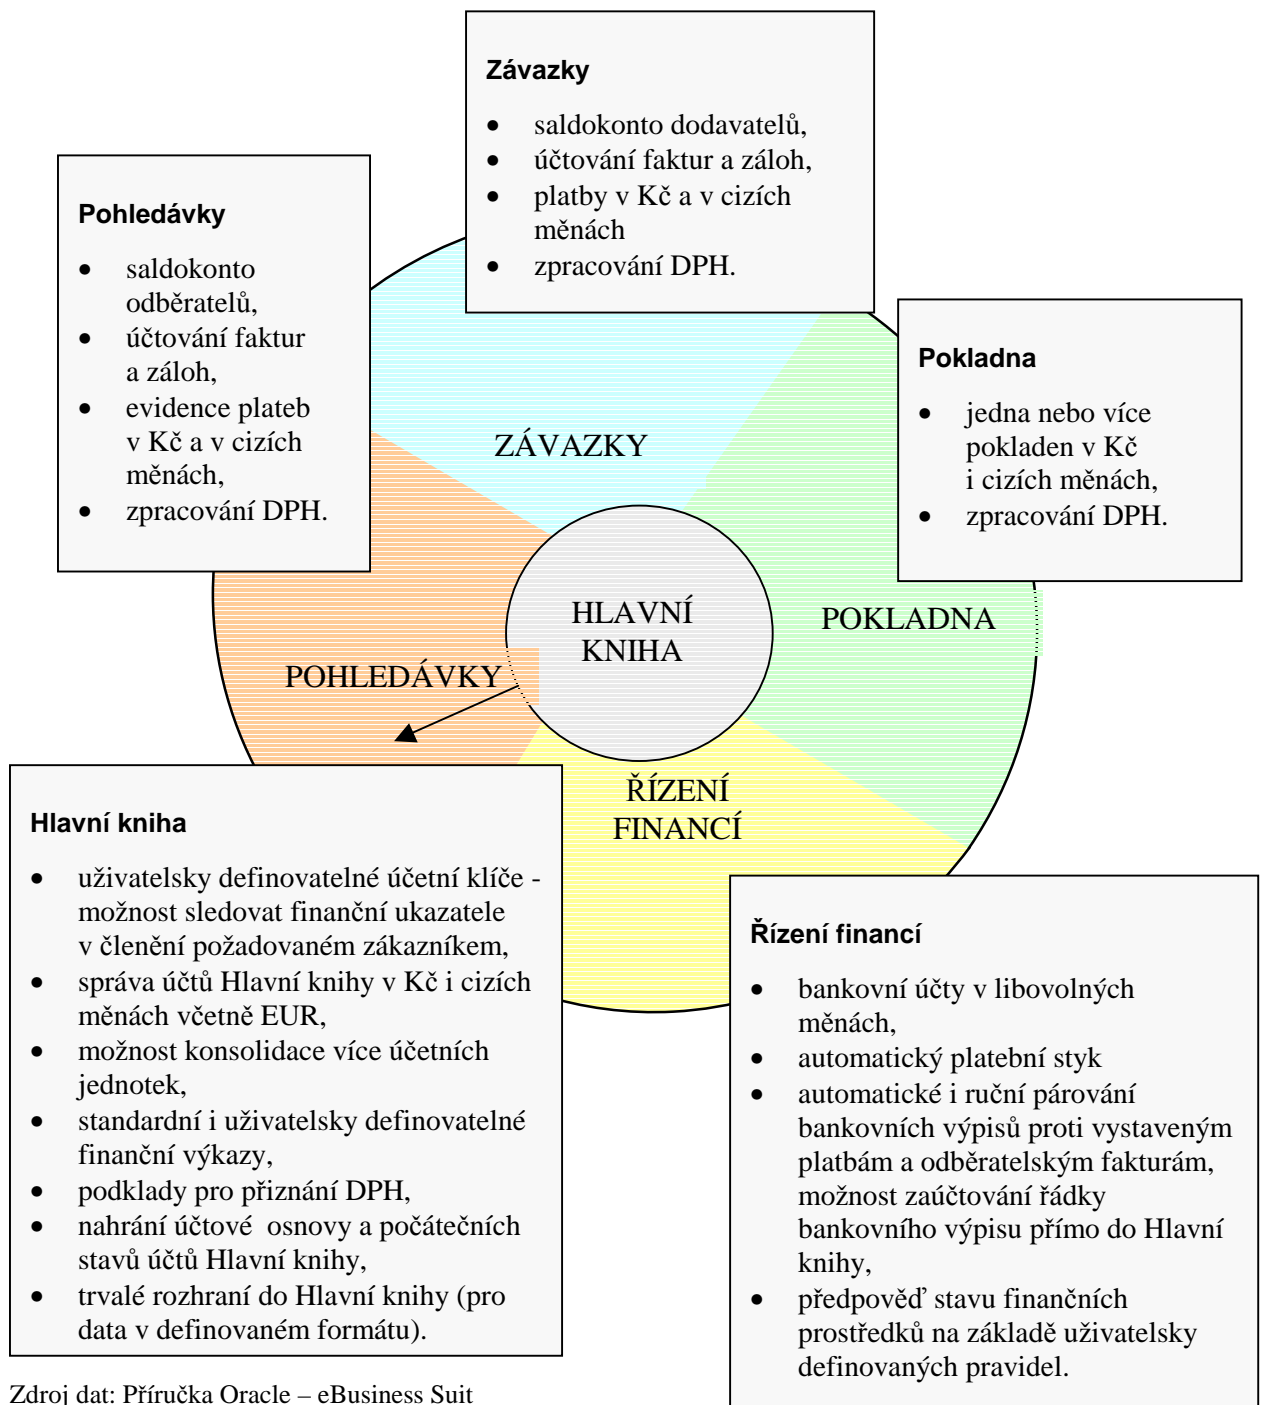 Závazky
• saldokonto dodavatelů,
• účtování faktur a záloh,
• platby v Kč a v cizích
měnách
• zpracování DPH.
Pohledávky
• saldokonto
odběratelů,
• účtování faktur
a záloh,
• evidence plateb
v Kč a v cizích
měnách,
• zpracování DPH.
Pokladna
• jedna nebo více
pokladen v Kč
i cizích měnách,
• zpracování DPH.
ZÁVAZKY
HLAVNÍ
KNIHA
POKLADNA
POHLEDÁVKY
ŘÍZENÍ
FINANCÍ
Hlavní kniha
• uživatelsky definovatelné účetní klíče -
možnost sledovat finanční ukazatele
v členění požadovaném zákazníkem,
• správa účtů Hlavní knihy v Kč i cizích
měnách včetně EUR,
• možnost konsolidace více účetních
jednotek,
• standardní i uživatelsky definovatelné
finanční výkazy,
• podklady pro přiznání DPH,
• nahrání účtové  osnovy a počátečních
stavů účtů Hlavní knihy,
• trvalé rozhraní do Hlavní knihy (pro
data v definovaném formátu).
Řízení financí
• bankovní účty v libovolných
měnách,
• automatický platební styk
• automatické i ruční párování
bankovních výpisů proti vystaveným
platbám a odběratelským fakturám,
možnost zaúčtování řádky
bankovního výpisu přímo do Hlavní
knihy,
• předpověď stavu finančních
prostředků na základě uživatelsky
definovaných pravidel.
Zdroj dat: Příručka Oracle – eBusiness Suit